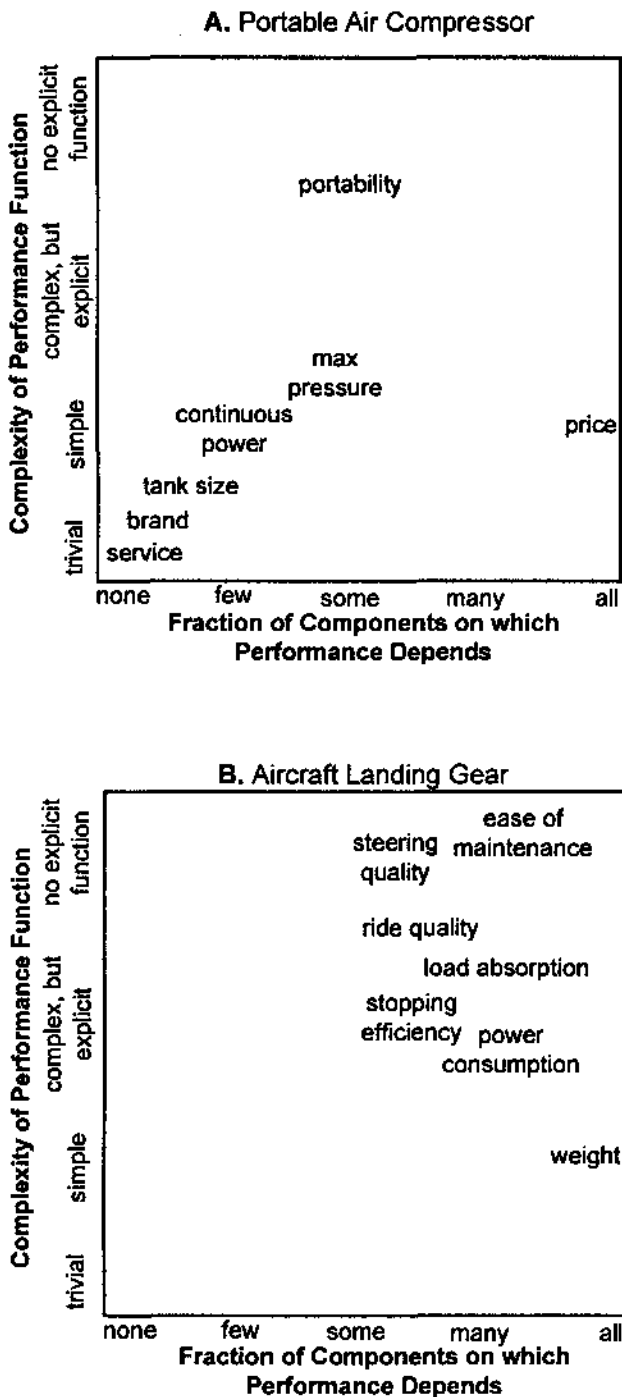 A. Portable Air Compressor
Complexity of Performance Function
no explicit
function
complex, but
explicit
simple
trivial
portability
max
pressure
continuous
power
price
tank size
brand
service
none few some many all
Fraction of Components on which
Performance Depends
B. Aircraft Landing Gear
Complexity of Performance Function
no explicit
function
complex, but
explicit
simple
trivial
ease of
maintenance
steering
quality
ride quality
load absorption
stopping
efficiency
power
consumption
weight
none few some many all
Fraction of Components on which
Performance Depends